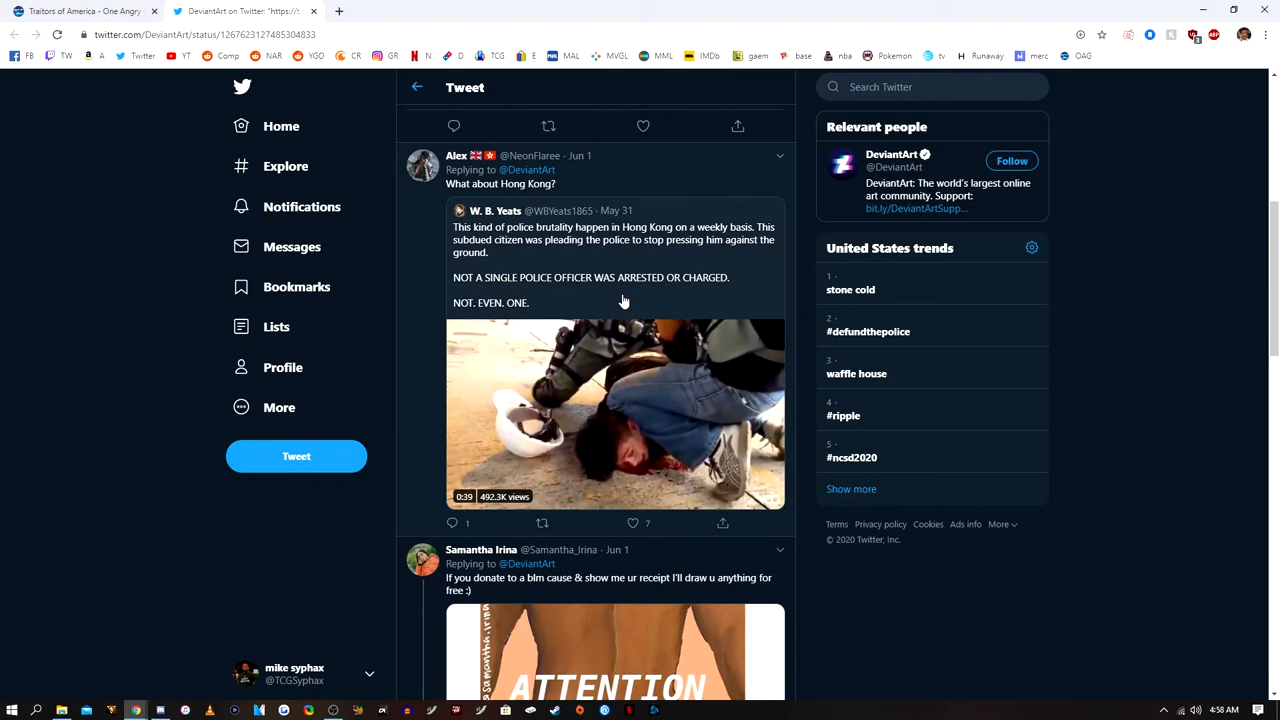 Traitors of America - One Angry
DeviantArt on Twitter: "https://t
twitter.com/DeviantArt/status/1267623127485304833
FB
TW
A
Twitter
YT
Comp
NAR
YGO
CR
GR
N
D
TCG
E
MAL
MVGL
MML
IMDb
gaem
base
nba
Pokemon
tv
Runaway
merc
OAG
Home
Explore
Notifications
Messages
Bookmarks
Lists
Profile
More
Tweet
mike syphax
@TCGSyphax
Tweet
Alex @NeonFlaree · Jun 1
Replying to @DeviantArt
What about Hong Kong?
W. B. Yeats @WBYeats1865 · May 31
This kind of police brutality happen in Hong Kong on a weekly basis. This
subdued citizen was pleading the police to stop pressing him against the
ground.
NOT A SINGLE POLICE OFFICER WAS ARRESTED OR CHARGED.
NOT. EVEN. ONE.
0:39 492.3K views
1 7
Samantha Irina @Samantha_Irina · Jun 1
Replying to @DeviantArt
If you donate to a blm cause & show me ur receipt I'll draw u anything for
free :)
@samantha.irina
ATTENTION
Search Twitter
Relevant people
DeviantArt
@DeviantArt
Follow
DeviantArt: The world's largest online
art community. Support:
bit.ly/DeviantArtSupp...
United States trends
1 ·
stone cold
2 ·
#defundthepolice
3 ·
waffle house
4 ·
#ripple
5 ·
#ncsd2020
Show more
Terms Privacy policy Cookies Ads info More
© 2020 Twitter, Inc.
4:58 AM